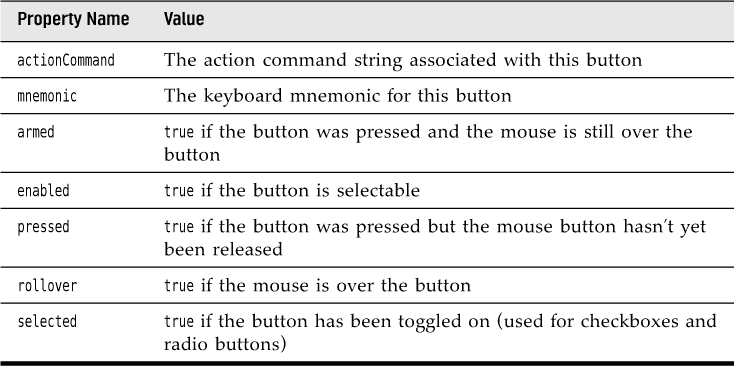 Property Name Value
actionCommand The action command string associated with this button
mnemonic The keyboard mnemonic for this button
armed true if the button was pressed and the mouse is still over the
button
enabled true if the button is selectable
pressed true if the button was pressed but the mouse button hasn't yet
been released
rollover true if the mouse is over the button
selected true if the button has been toggled on (used for checkboxes and
radio buttons)